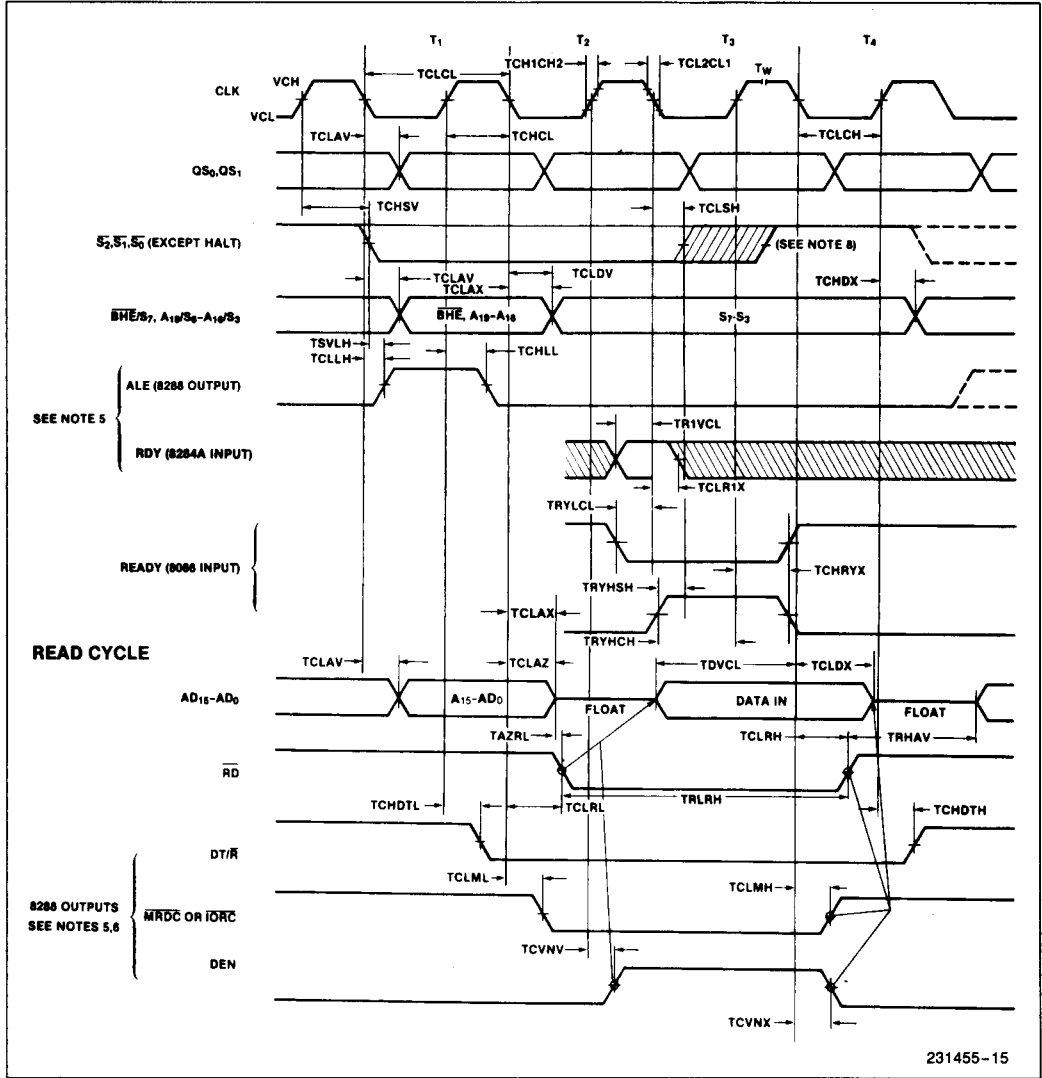 T1 T2 T3 T4
TCH1CH2 TCL2CL1
TCLCL
TW
VCH
CLK
VCL
TCLAV TCHCL TCLCH
QS0,QS1
TCHSV TCLSH
S2,S1,S0 (EXCEPT HALT) (SEE NOTE 8)
TCLAV TCLDV TCHDX
TCLAX
BHE/S7, A19/S6-A16/S3 BHE, A19-A16 S7-S3
TSVLH
TCLLH TCHLL
ALE (8288 OUTPUT)
SEE NOTE 5
TR1VCL
RDY (8284A INPUT)
TCLR1X
TRYLCL
READY (8086 INPUT)
TCHRYX
TRYHSH
TCLAX
TRYHCH
READ CYCLE
TCLAV TCLAZ TDVCL TCLDX
AD15-AD0 A15-AD0 FLOAT DATA IN FLOAT
TAZRL TCLRH TRHAV
RD
TCHDTL TCLRL TRLRH TCHDTH
DT/R
TCLML TCLMH
8288 OUTPUTS
SEE NOTES 5,6
MRDC OR IORC
TCVNV
DEN
TCVNX
231455-15